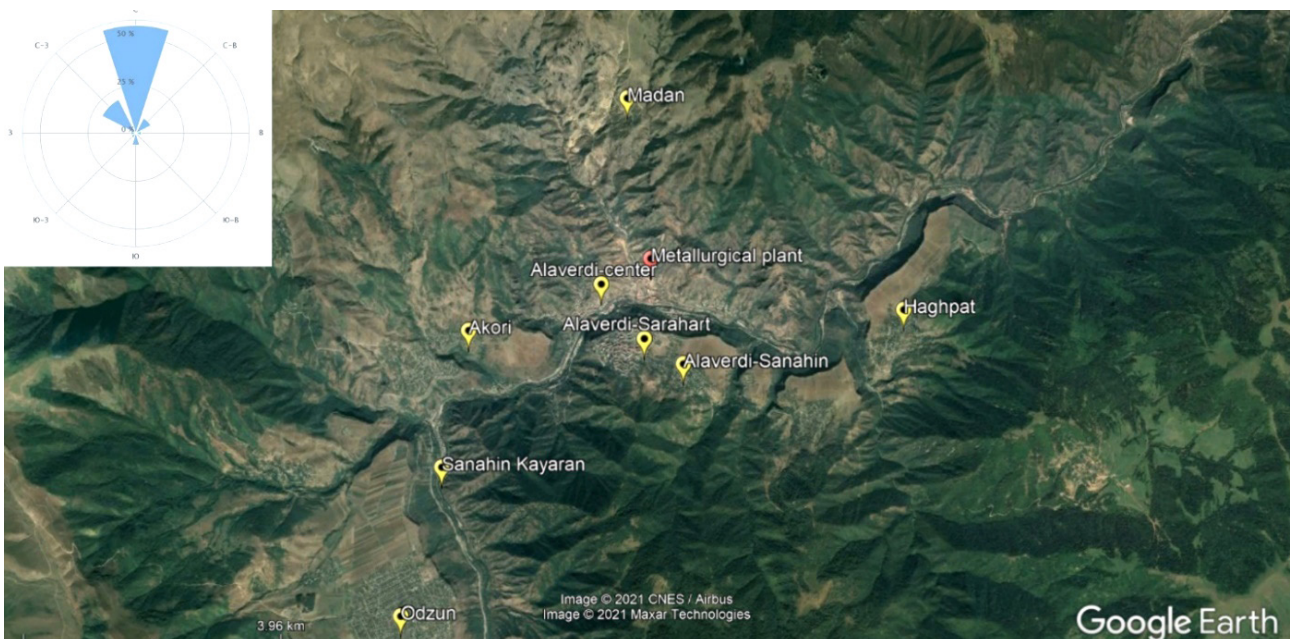 С
50 %
С-З
С-В
25 %
0 %
З
В
Ю-З
Ю-В
Ю
Madan
Metallurgical plant
Alaverdi-center
Haghpat
Akori
Alaverdi-Sarahart
Alaverdi-Sanahin
Sanahin Kayaran
Odzun
3.96 km
Image © 2021 CNES / Airbus
Image © 2021 Maxar Technologies
Google Earth